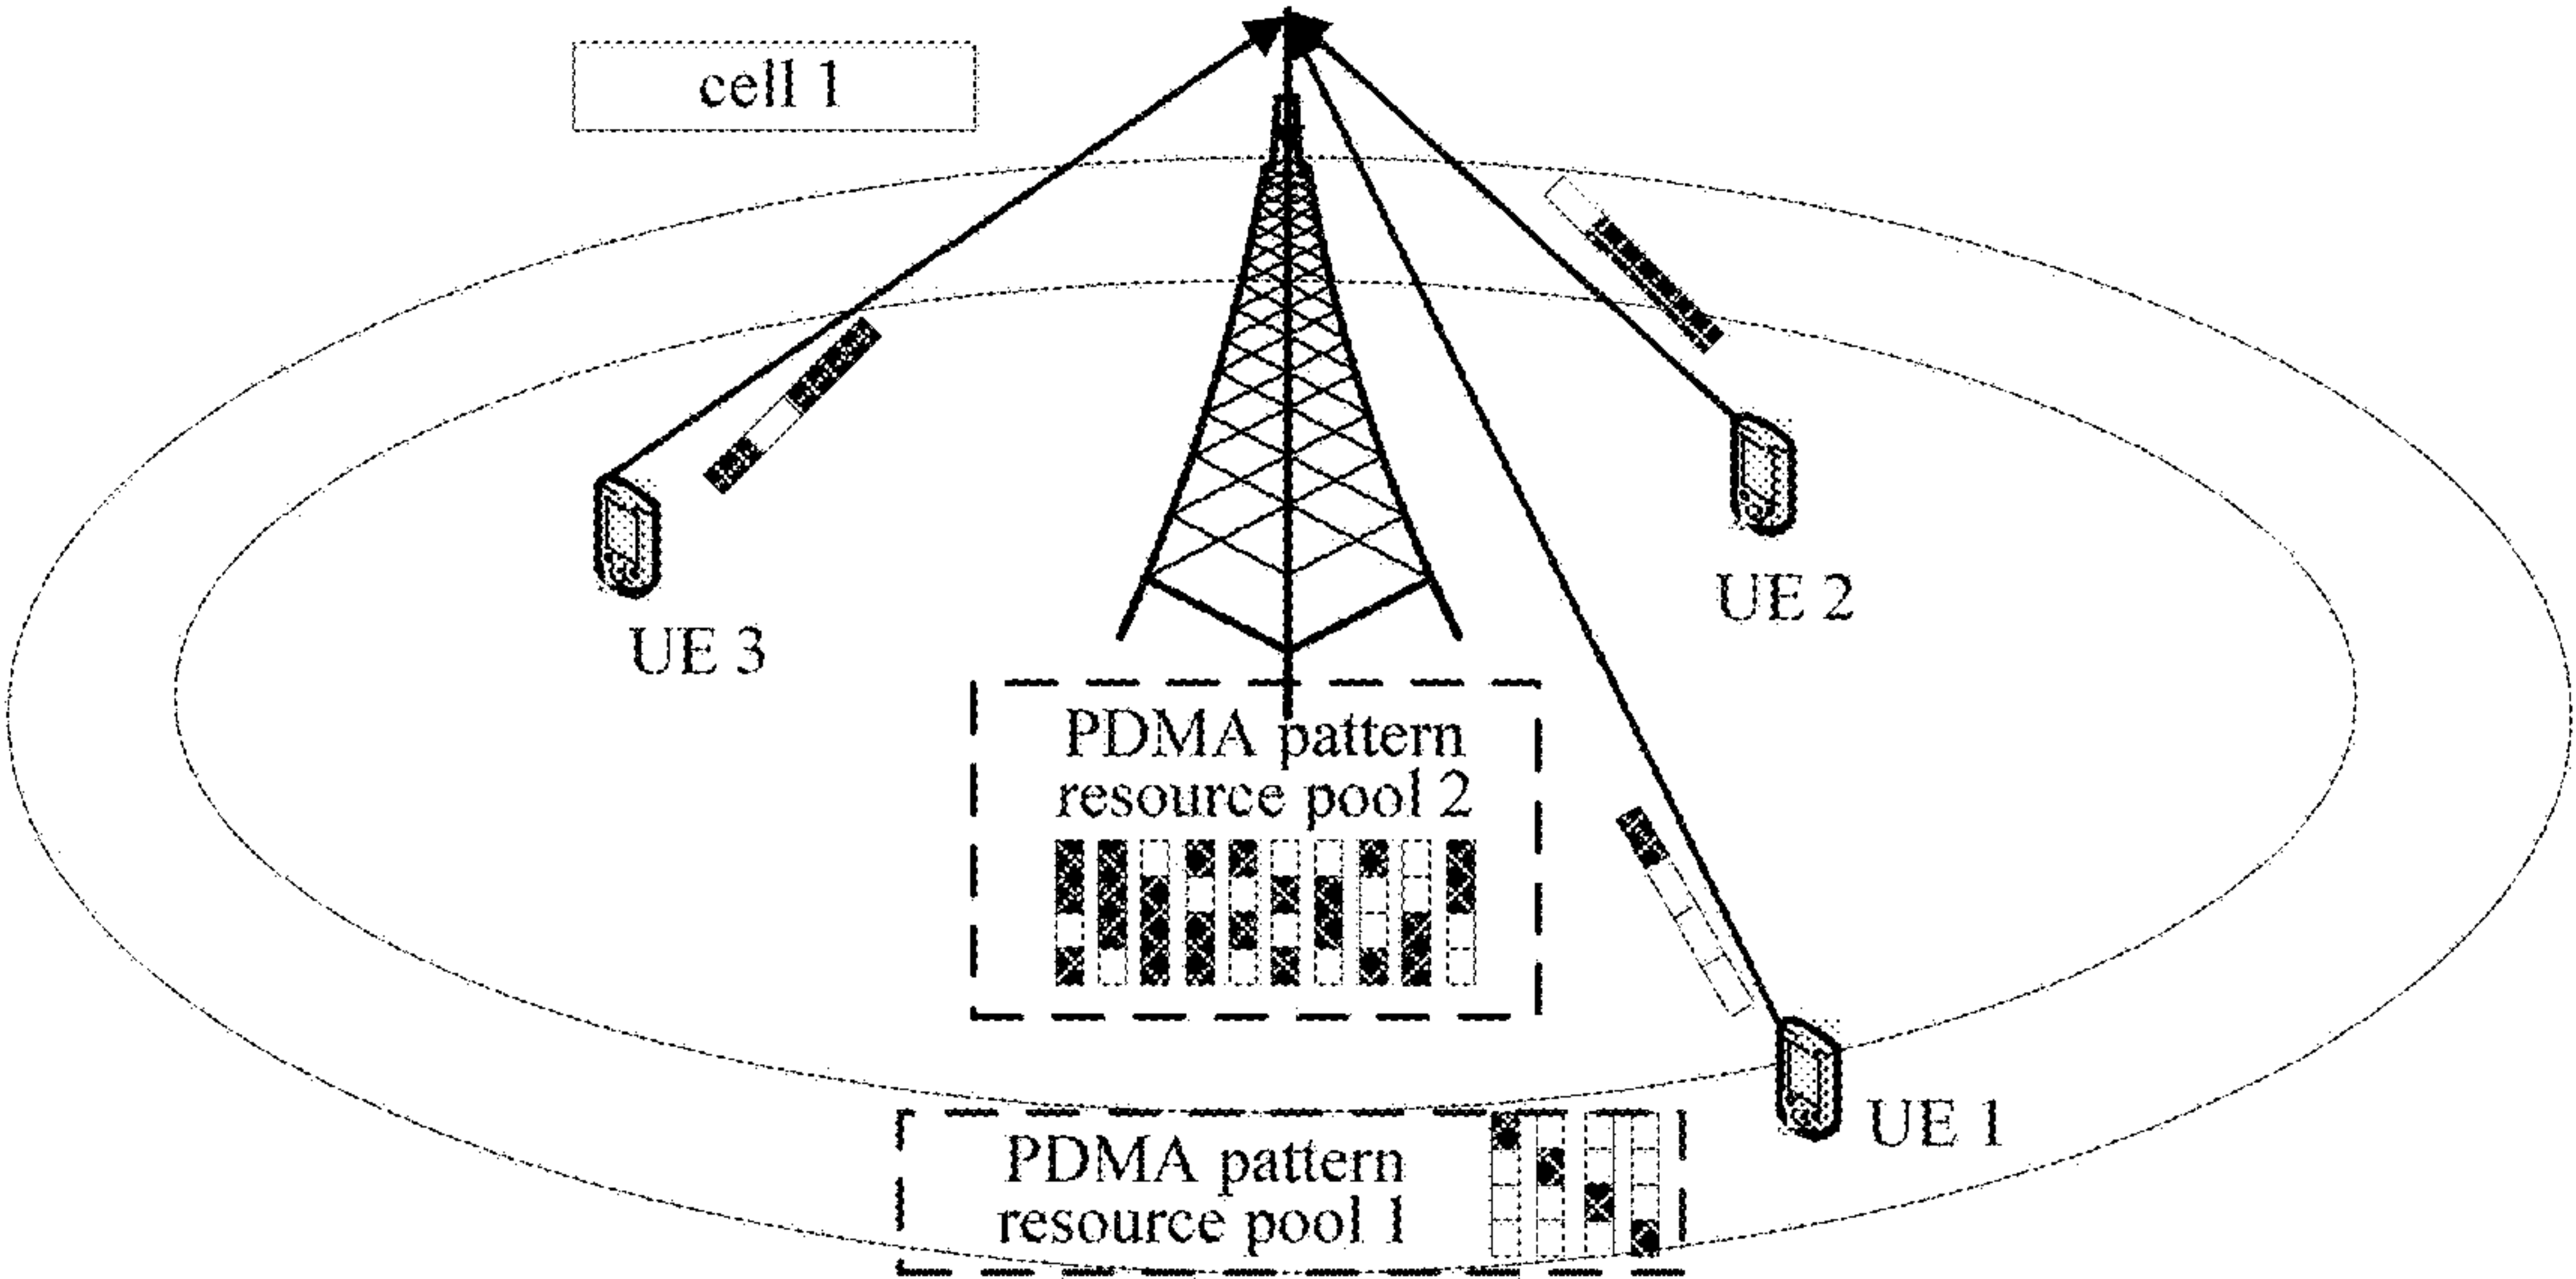 cell 1
UE 2
UE 3
PDMA pattern
resource pool 2
UE 1
PDMA pattern
resource pool 1